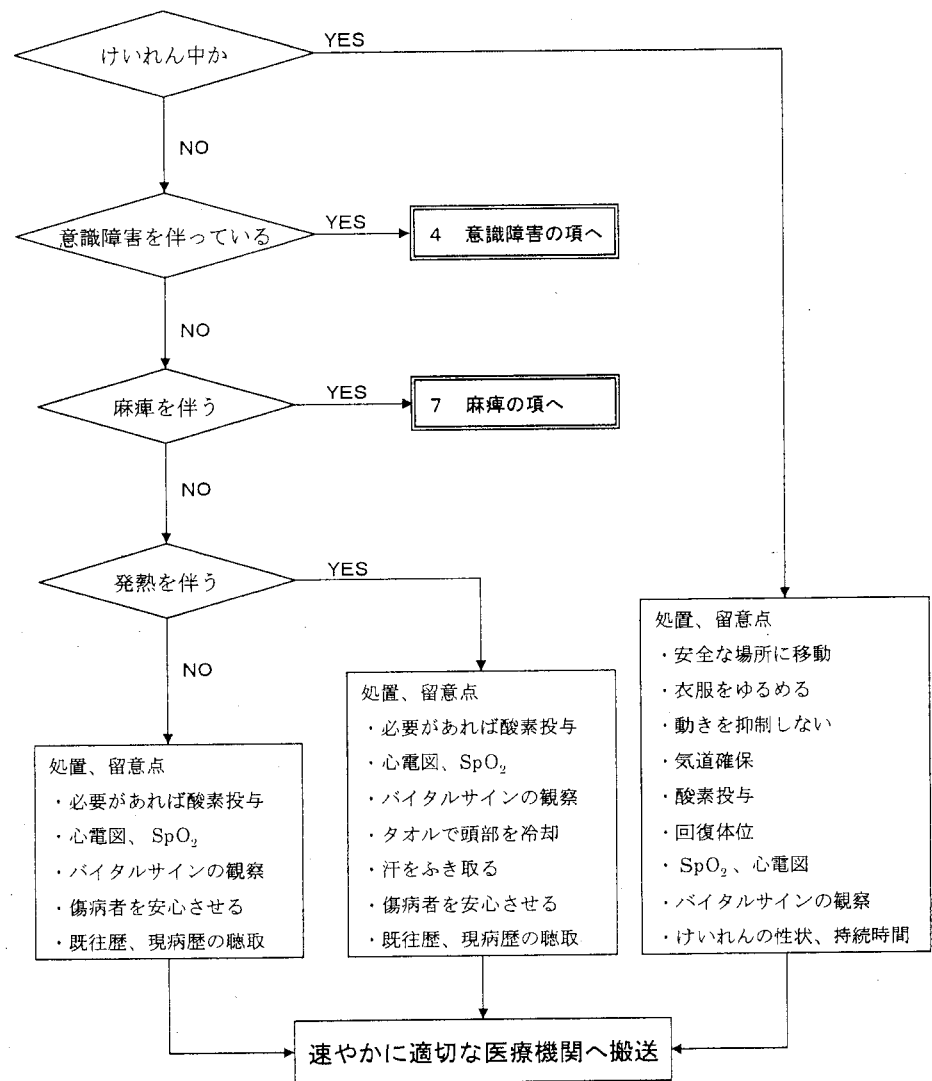 けいれん中か
YES
NO
意識障害を伴っている
YES
4 意識障害の項へ
NO
麻痺を伴う
YES
7 麻痺の項へ
NO
発熱を伴う
YES
NO
処置、留意点
・必要があれば酸素投与
・心電図、SpO₂
・バイタルサインの観察
・傷病者を安心させる
・既往歴、現病歴の聴取
処置、留意点
・必要があれば酸素投与
・心電図、SpO₂
・バイタルサインの観察
・タオルで頭部を冷却
・汗をふき取る
・傷病者を安心させる
・既往歴、現病歴の聴取
処置、留意点
・安全な場所に移動
・衣服をゆるめる
・動きを抑制しない
・気道確保
・酸素投与
・回復体位
・SpO₂、心電図
・バイタルサインの観察
・けいれんの性状、持続時間
速やかに適切な医療機関へ搬送